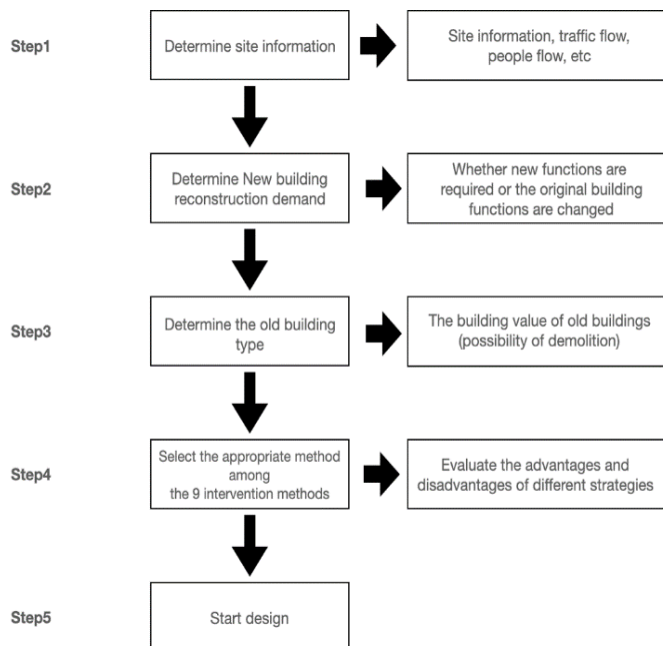 Step1
Determine site information
Site information, traffic flow,
people flow, etc
Step2
Determine New building
reconstruction demand
Whether new functions are
required or the original building
functions are changed
Step3
Determine the old building
type
The building value of old buildings
(possibility of demolition)
Step4
Select the appropriate method
among
the 9 intervention methods
Evaluate the advantages and
disadvantages of different strategies
Step5
Start design